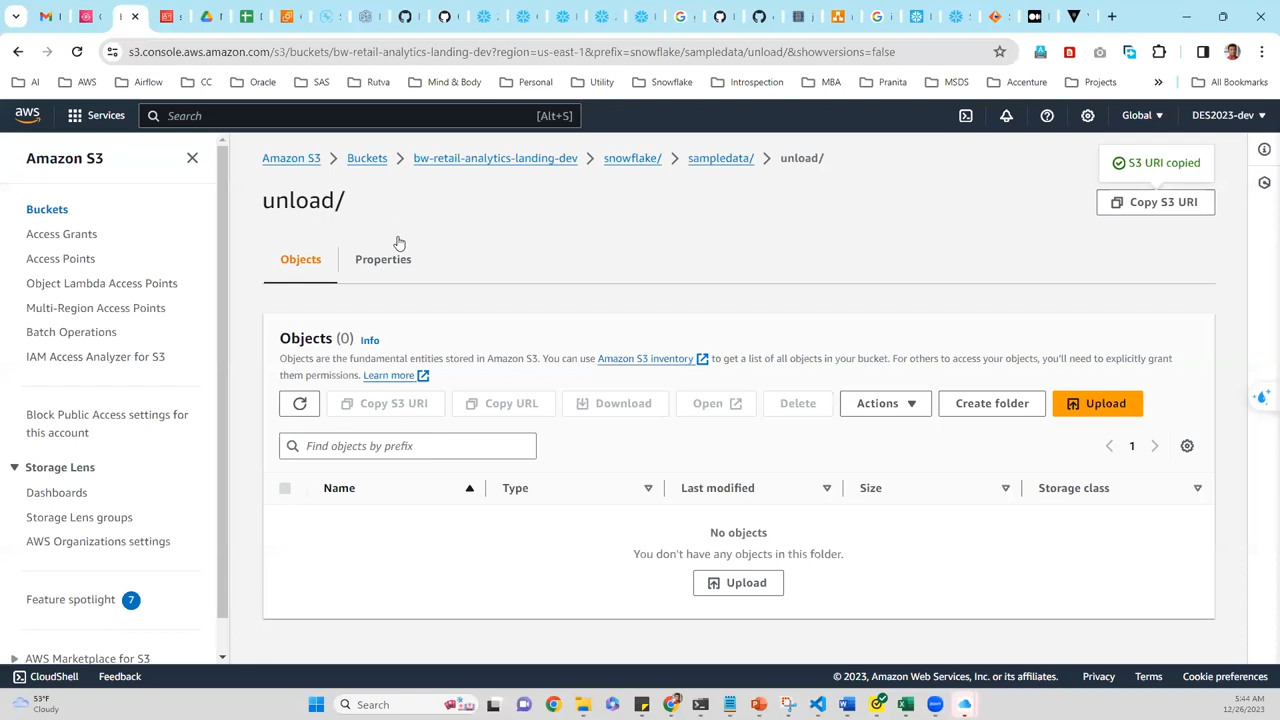 s3.console.aws.amazon.com/s3/buckets/bw-retail-analytics-landing-dev?region=us-east-1&prefix=snowflake/sampledata/unload/&showversions=false
AI AWS Airflow CC Oracle SAS Rutva Mind & Body Personal Utility Snowflake Introspection MBA Pranita MSDS Accenture Projects » All Bookmarks
aws Services Search [Alt+S] Global DES2023-dev
Amazon S3
Buckets
Access Grants
Access Points
Object Lambda Access Points
Multi-Region Access Points
Batch Operations
IAM Access Analyzer for S3
Block Public Access settings for
this account
Storage Lens
Dashboards
Storage Lens groups
AWS Organizations settings
Feature spotlight 7
AWS Marketplace for S3
Amazon S3 Buckets bw-retail-analytics-landing-dev snowflake/ sampledata/ unload/
S3 URI copied
unload/
Copy S3 URI
Objects Properties
Objects (0) Info
Objects are the fundamental entities stored in Amazon S3. You can use Amazon S3 inventory to get a list of all objects in your bucket. For others to access your objects, you'll need to explicitly grant
them permissions. Learn more
Copy S3 URI Copy URL Download Open Delete Actions Create folder Upload
Find objects by prefix 1
Name Type Last modified Size Storage class
No objects
You don't have any objects in this folder.
Upload
CloudShell Feedback © 2023, Amazon Web Services, Inc. or its affiliates. Privacy Terms Cookie preferences
53°F
Cloudy
Search
5:44 AM
12/26/2023